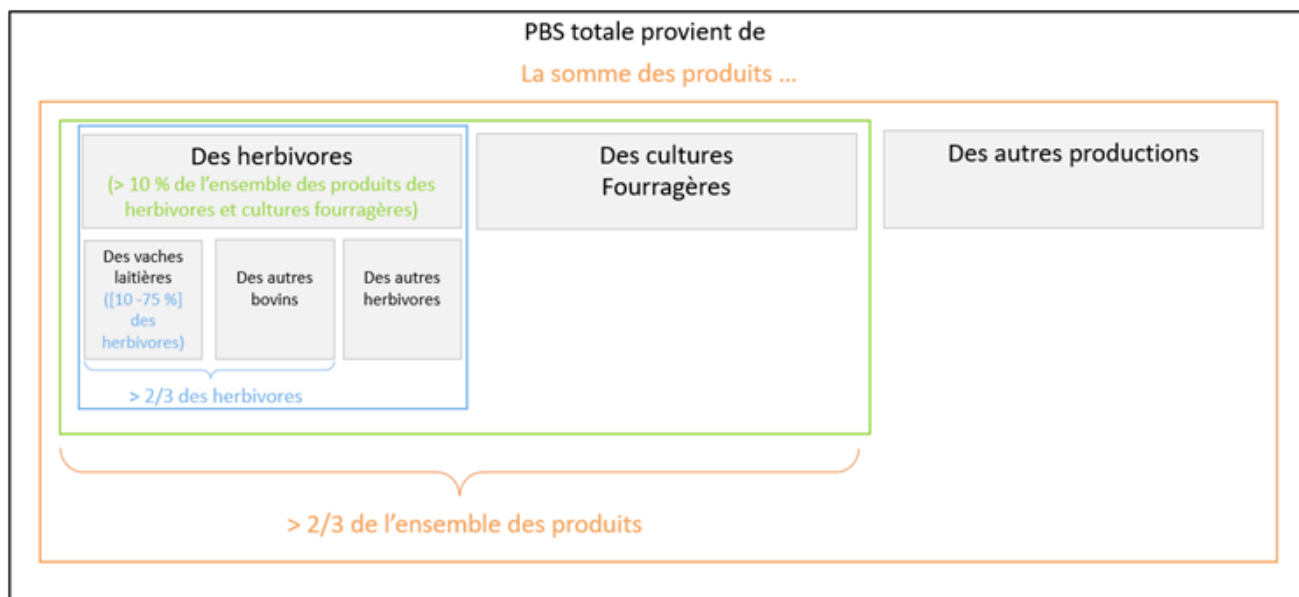 PBS totale provient de
La somme des produits ...
Des herbivores
(> 10 % de l'ensemble des produits des
herbivores et cultures fourragères)
Des cultures
Fourragères
Des autres productions
Des vaches
laitières
([10 -75 %]
des
herbivores)
Des autres
bovins
Des autres
herbivores
> 2/3 des herbivores
> 2/3 de l'ensemble des produits